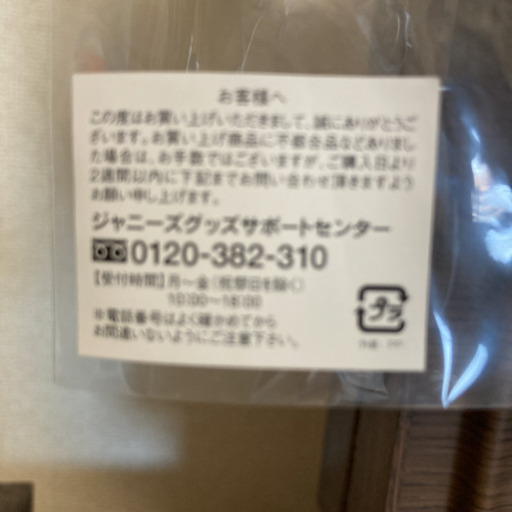 お客様へ
この度はお買い上げいただきまして、誠にありがとうご
ざいます。お買い上げ商品に不都合品などありまし
た場合は、お手数ではございますが、ご購入日より
2週間以内に下記までお問い合わせ頂きますよう
お願い申し上げます。
ジャニーズグッズサポートセンター
0120-382-310
【受付時間】月～金(祝祭日を除く)
10:00～18:00
※電話番号はよく確かめてから
お間違いないようにご注意下さい。
プラ